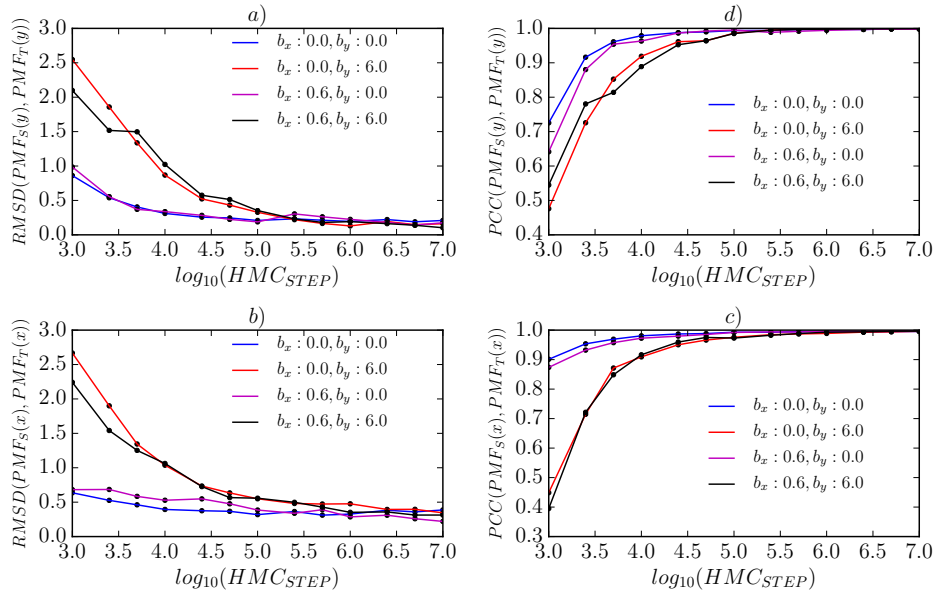 a)
RMSD(PMF_S(y), PMF_T(y))
3.0
2.5
2.0
1.5
1.0
0.5
0.0
b_x : 0.0, b_y : 0.0
b_x : 0.0, b_y : 6.0
b_x : 0.6, b_y : 0.0
b_x : 0.6, b_y : 6.0
3.0 3.5 4.0 4.5 5.0 5.5 6.0 6.5 7.0
log_10(HMC_STEP)
d)
PCC(PMF_S(y), PMF_T(y))
1.0
0.9
0.8
0.7
0.6
0.5
0.4
b_x : 0.0, b_y : 0.0
b_x : 0.0, b_y : 6.0
b_x : 0.6, b_y : 0.0
b_x : 0.6, b_y : 6.0
3.0 3.5 4.0 4.5 5.0 5.5 6.0 6.5 7.0
log_10(HMC_STEP)
b)
RMSD(PMF_S(x), PMF_T(x))
3.0
2.5
2.0
1.5
1.0
0.5
0.0
b_x : 0.0, b_y : 0.0
b_x : 0.0, b_y : 6.0
b_x : 0.6, b_y : 0.0
b_x : 0.6, b_y : 6.0
3.0 3.5 4.0 4.5 5.0 5.5 6.0 6.5 7.0
log_10(HMC_STEP)
c)
PCC(PMF_S(x), PMF_T(x))
1.0
0.9
0.8
0.7
0.6
0.5
0.4
0.3
b_x : 0.0, b_y : 0.0
b_x : 0.0, b_y : 6.0
b_x : 0.6, b_y : 0.0
b_x : 0.6, b_y : 6.0
3.0 3.5 4.0 4.5 5.0 5.5 6.0 6.5 7.0
log_10(HMC_STEP)